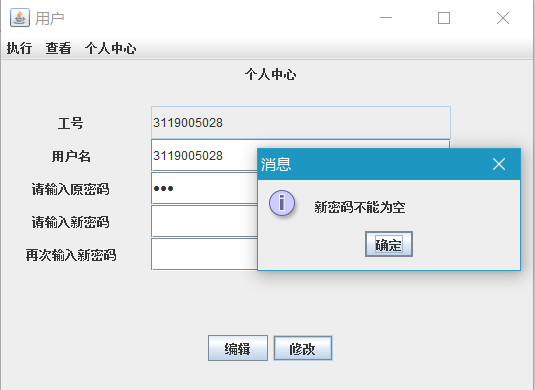 用户
执行 查看 个人中心
个人中心
工号 3119005028
用户名 3119005028
消息
请输入原密码 •••
新密码不能为空
请输入新密码
确定
再次输入新密码
编辑 修改